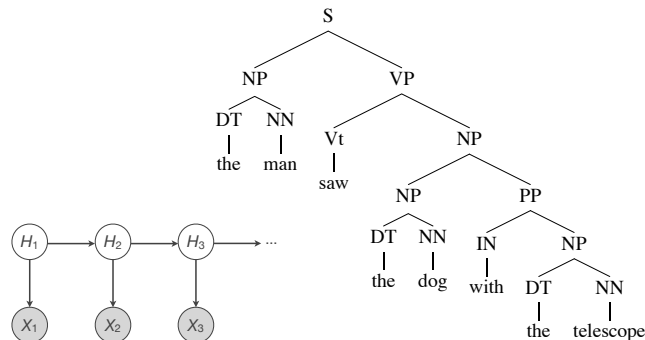 S
NP VP
DT NN Vt NP
the man saw NP PP
DT NN IN NP
the dog with DT NN
the telescope
H1 H2 H3 ...
X1 X2 X3